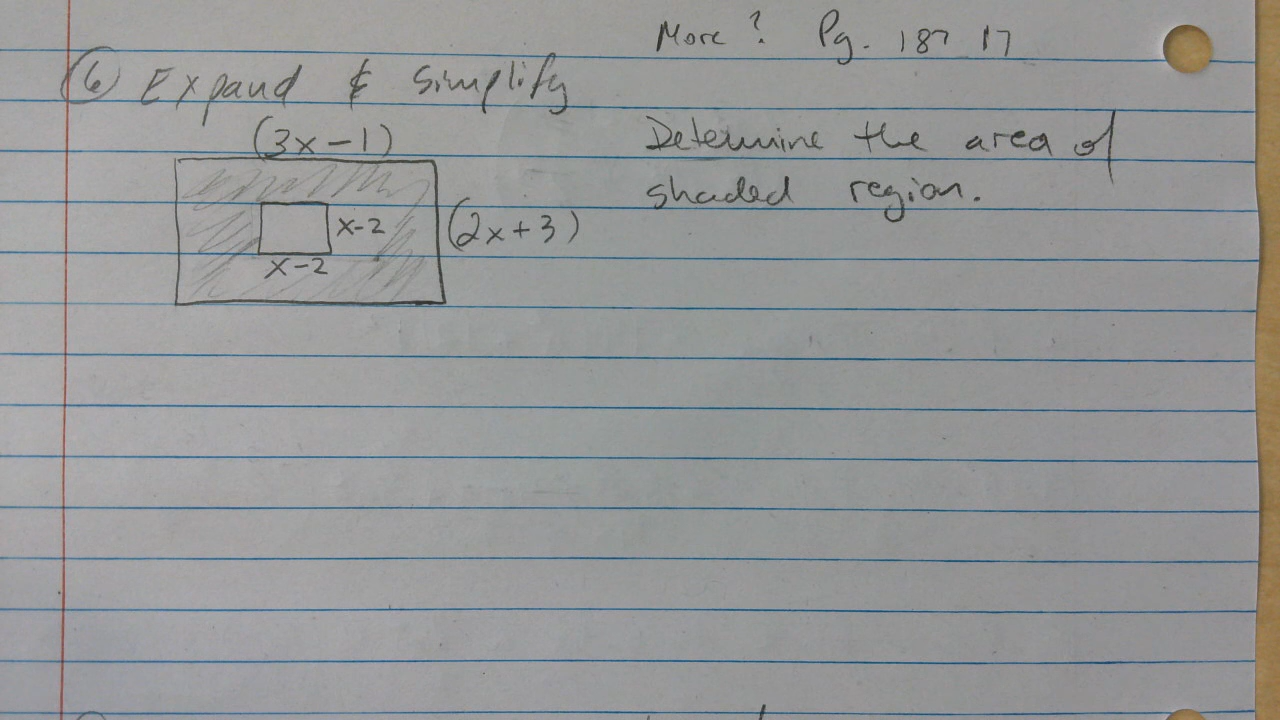 More? Pg. 187 17
6 Expand & Simplify
(3x-1)
Determine the area of
shaded region.
x-2
(2x+3)
x-2